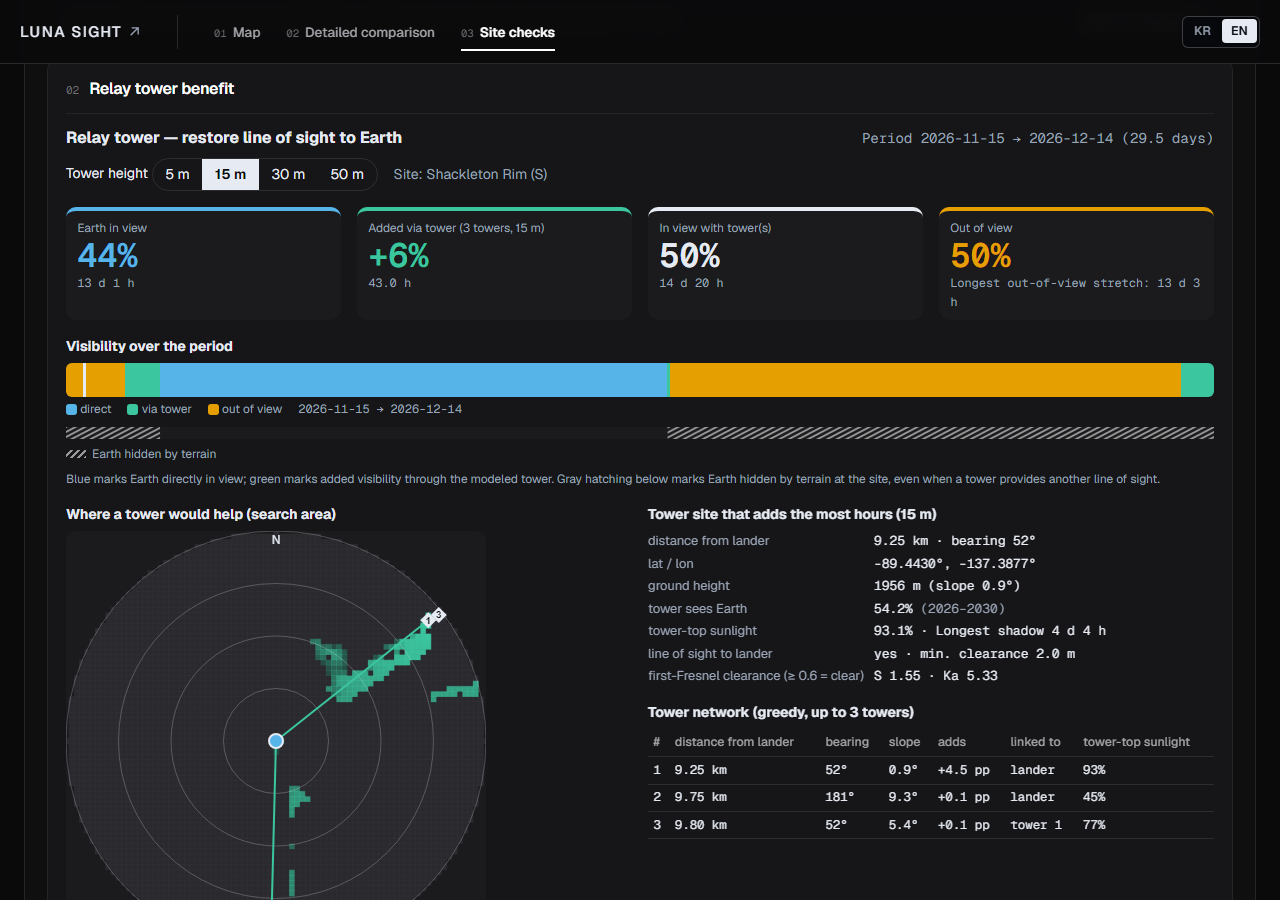 LUNA SIGHT ↗
01 Map
02 Detailed comparison
03 Site checks
KR EN
02 Relay tower benefit
Relay tower — restore line of sight to Earth
Period 2026-11-15 → 2026-12-14 (29.5 days)
Tower height 5 m 15 m 30 m 50 m Site: Shackleton Rim (S)
Earth in view
44%
13 d 1 h
Added via tower (3 towers, 15 m)
+6%
43.0 h
In view with tower(s)
50%
14 d 20 h
Out of view
50%
Longest out-of-view stretch: 13 d 3
h
Visibility over the period
direct via tower out of view 2026-11-15 → 2026-12-14
Earth hidden by terrain
Blue marks Earth directly in view; green marks added visibility through the modeled tower. Gray hatching below marks Earth hidden by terrain at the site, even when a tower provides another line of sight.
Where a tower would help (search area)
N
1 3
Tower site that adds the most hours (15 m)
distance from lander 9.25 km · bearing 52°
lat / lon -89.4430°, -137.3877°
ground height 1956 m (slope 0.9°)
tower sees Earth 54.2% (2026–2030)
tower-top sunlight 93.1% · Longest shadow 4 d 4 h
line of sight to lander yes · min. clearance 2.0 m
first-Fresnel clearance (≥ 0.6 = clear) S 1.55 · Ka 5.33
Tower network (greedy, up to 3 towers)
# distance from lander bearing slope adds linked to tower-top sunlight
1 9.25 km 52° 0.9° +4.5 pp lander 93%
2 9.75 km 181° 9.3° +0.1 pp lander 45%
3 9.80 km 52° 5.4° +0.1 pp tower 1 77%